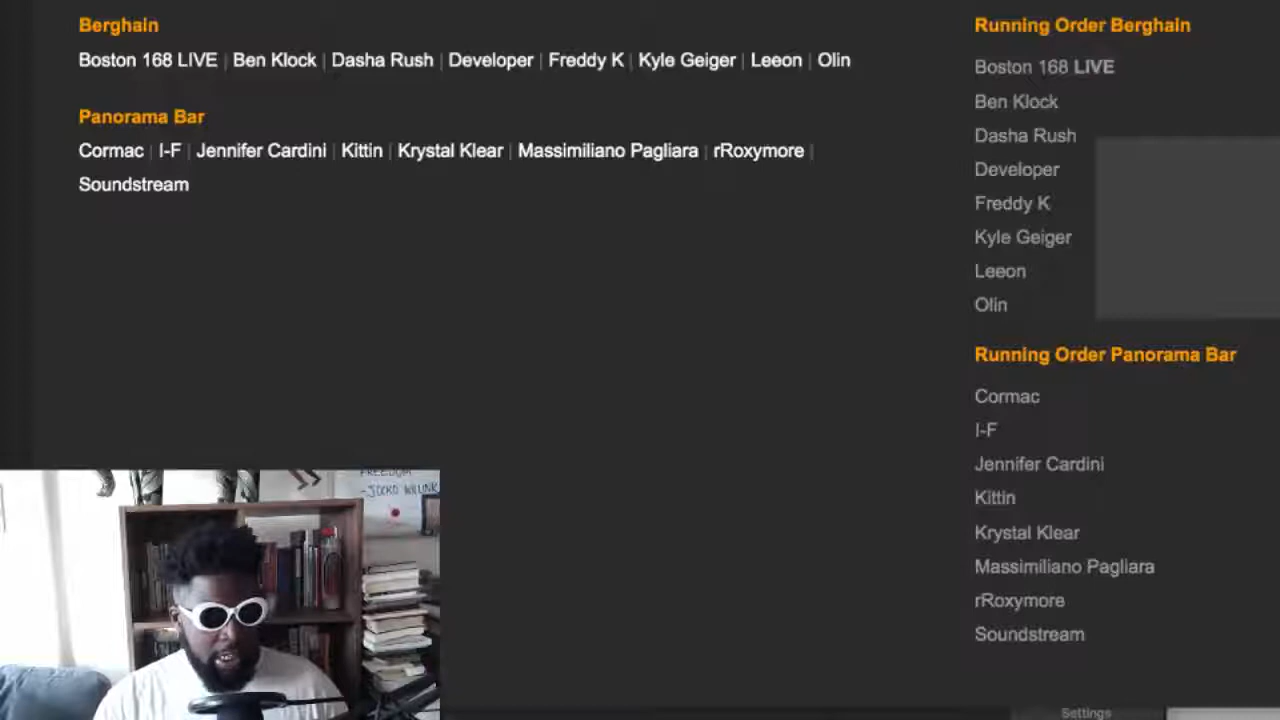 Berghain
Boston 168 LIVE | Ben Klock | Dasha Rush | Developer | Freddy K | Kyle Geiger | Leeon | Olin
Panorama Bar
Cormac | I-F | Jennifer Cardini | Kittin | Krystal Klear | Massimiliano Pagliara | rRoxymore |
Soundstream
Running Order Berghain
Boston 168 LIVE
Ben Klock
Dasha Rush
Developer
Freddy K
Kyle Geiger
Leeon
Olin
Running Order Panorama Bar
Cormac
I-F
Jennifer Cardini
Kittin
Krystal Klear
Massimiliano Pagliara
rRoxymore
Soundstream
FREEDOM
-JOCKO WILLINK
Settings